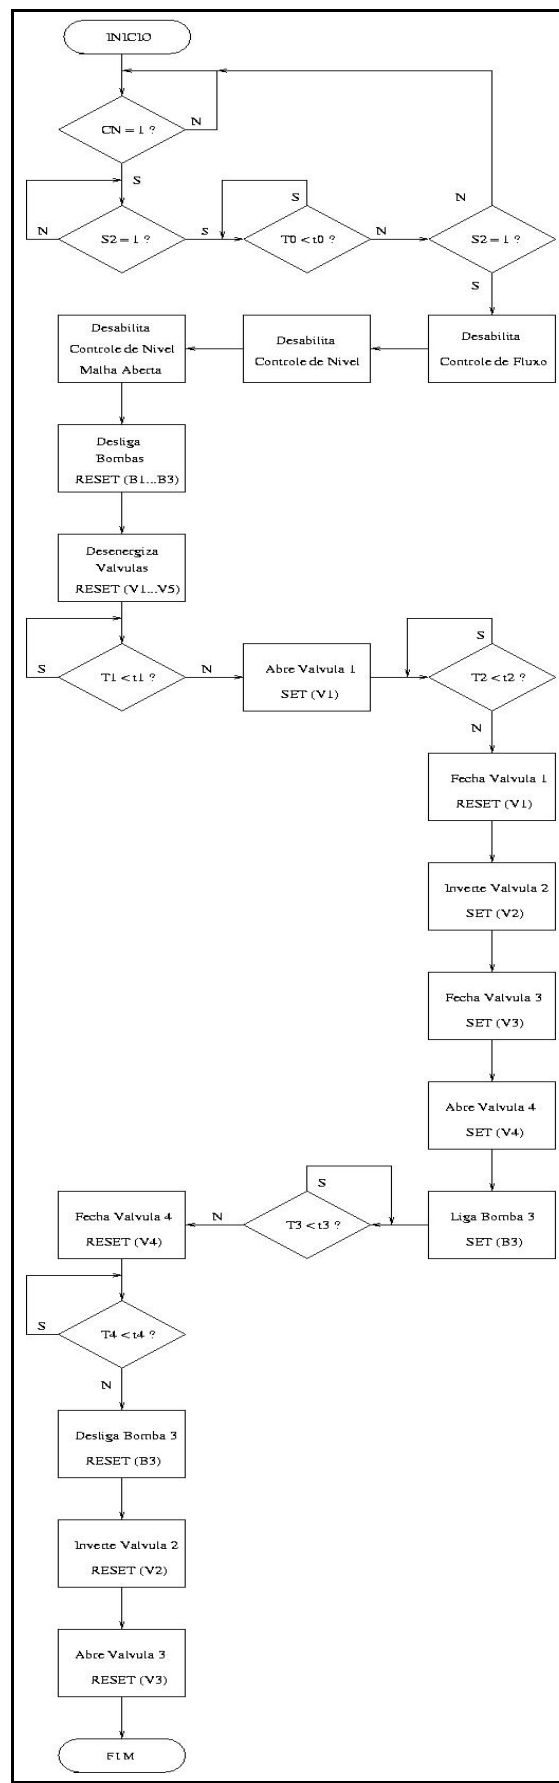 INICIO
CN = 1 ?
N
S
S2 = 1 ?
N
S
T0 < t0 ?
S
N
S2 = 1 ?
N
S
Desabilita
Controle de Fluxo
Desabilita
Controle de Nivel
Desabilita
Controle de Nivel
Malha Aberta
Desliga
Bombas
RESET (B1...B3)
Desenergiza
Valvulas
RESET (V1...V5)
T1 < t1 ?
S
N
Abre Valvula 1
SET (V1)
T2 < t2 ?
S
N
Fecha Valvula 1
RESET (V1)
Inverte Valvula 2
SET (V2)
Fecha Valvula 3
SET (V3)
Abre Valvula 4
SET (V4)
Liga Bomba 3
SET (B3)
T3 < t3 ?
S
N
Fecha Valvula 4
RESET (V4)
T4 < t4 ?
S
N
Desliga Bomba 3
RESET (B3)
Inverte Valvula 2
RESET (V2)
Abre Valvula 3
RESET (V3)
FIM